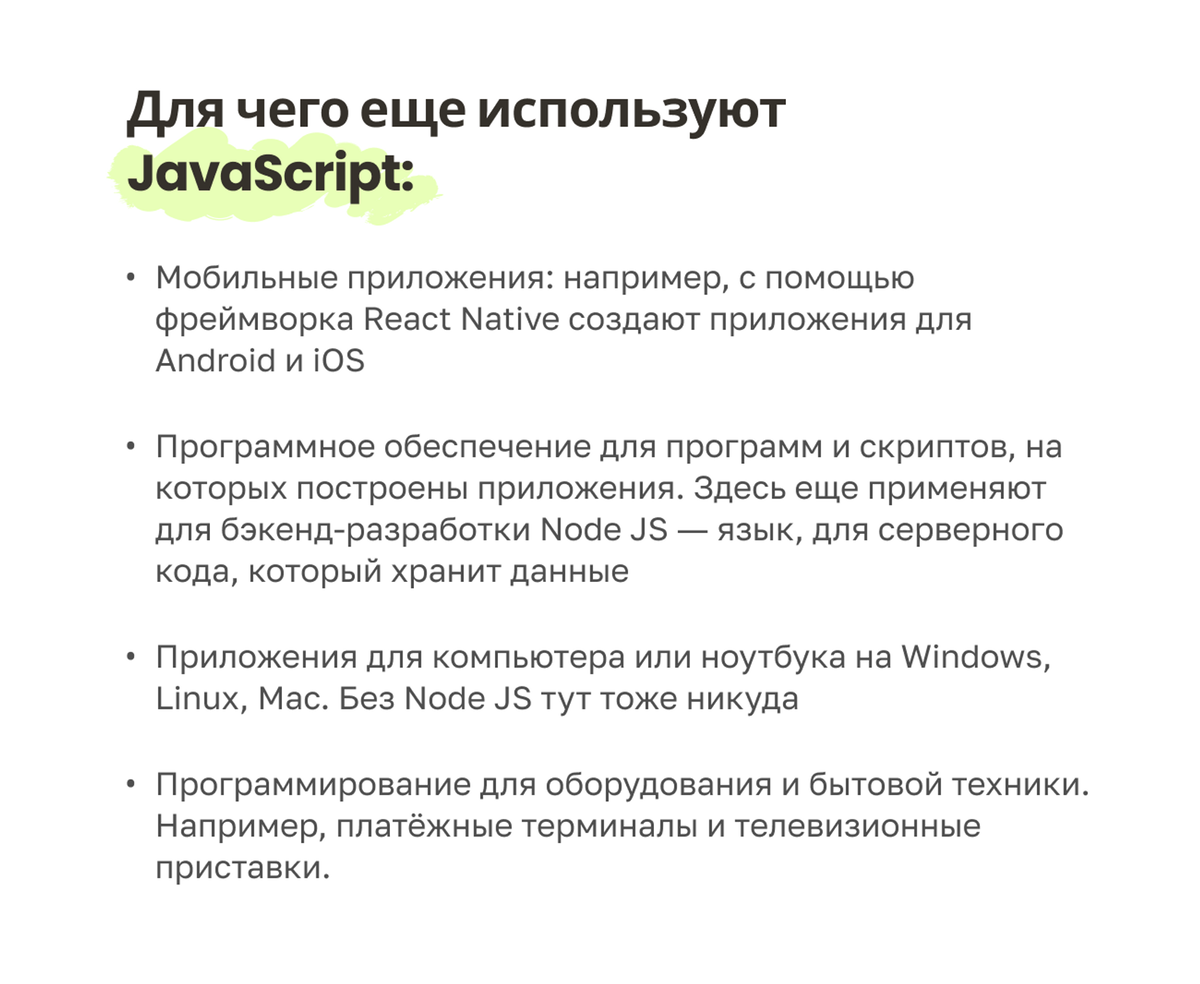 Для чего еще используют
JavaScript:
• Мобильные приложения: например, с помощью
фреймворка React Native создают приложения для
Android и iOS
• Программное обеспечение для программ и скриптов, на
которых построены приложения. Здесь еще применяют
для бэкенд-разработки Node JS — язык, для серверного
кода, который хранит данные
• Приложения для компьютера или ноутбука на Windows,
Linux, Mac. Без Node JS тут тоже никуда
• Программирование для оборудования и бытовой техники.
Например, платёжные терминалы и телевизионные
приставки.